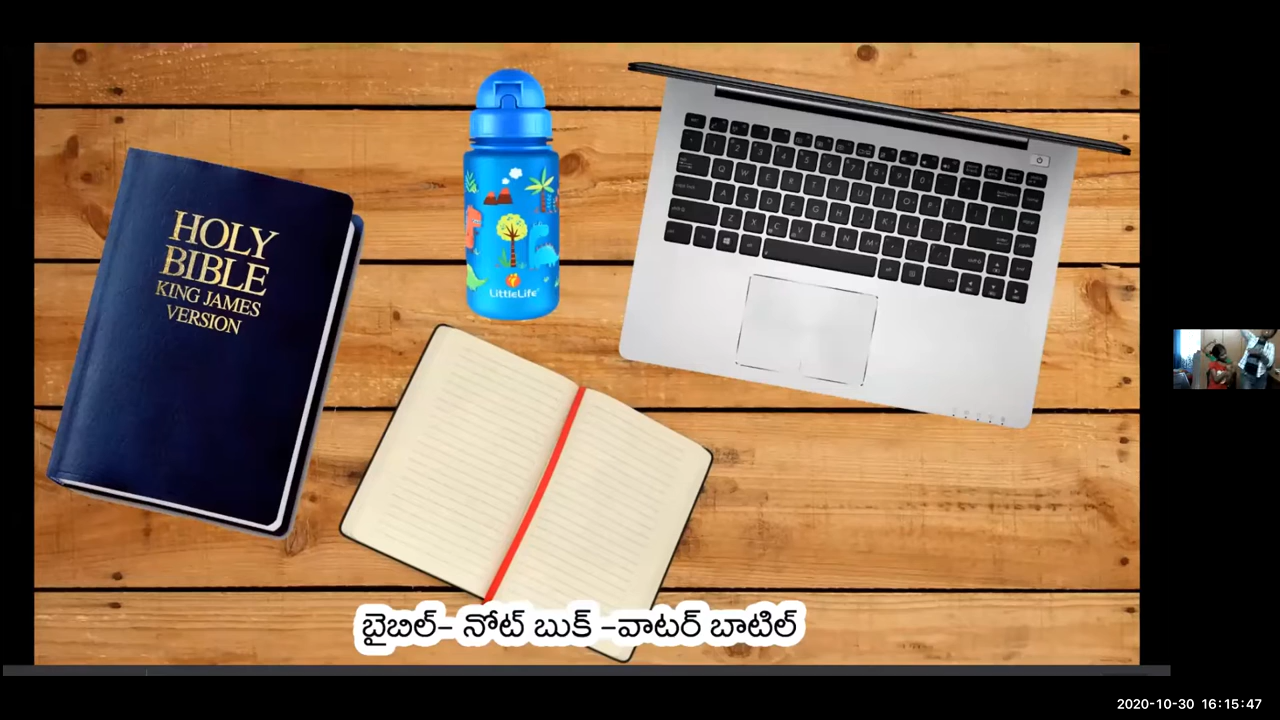 HOLY
BIBLE
KING JAMES
VERSION
LittleLife
బైబిల్- నోట్ బుక్ -వాటర్ బాటిల్
2020-10-30 16:15:47